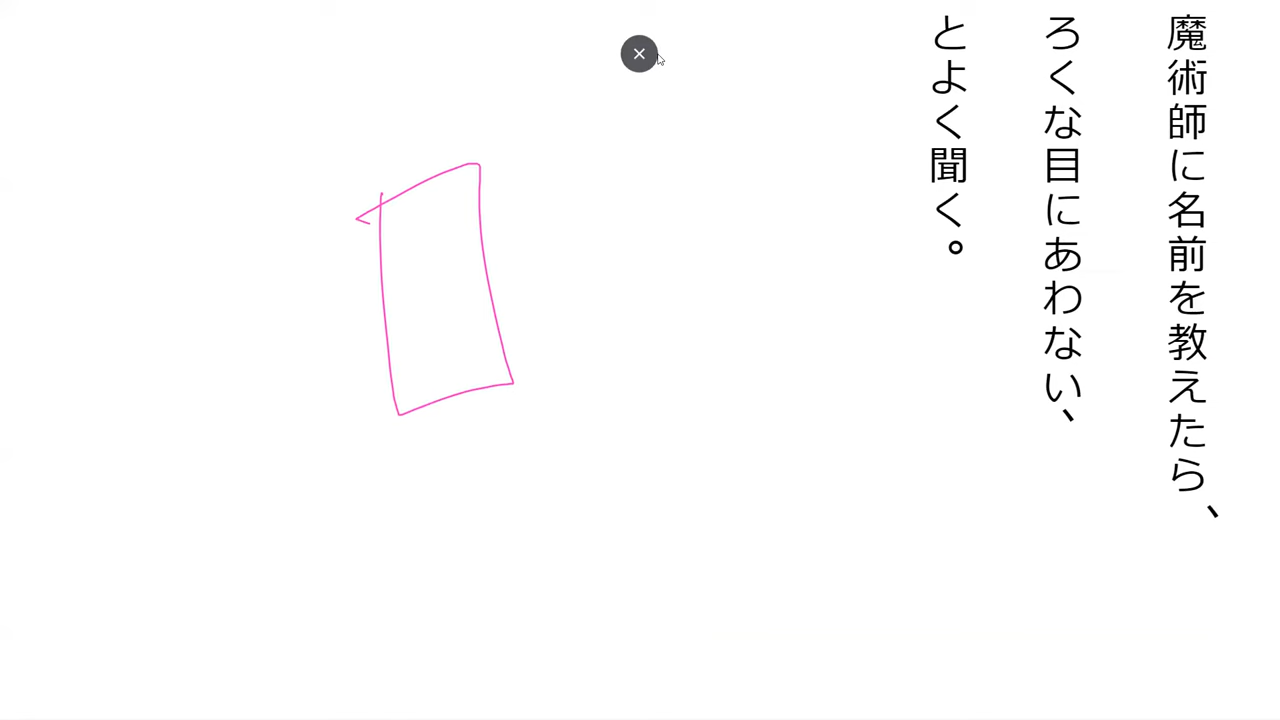 魔術師に名前を教えたら、
ろくな目にあわない、
とよく聞く。